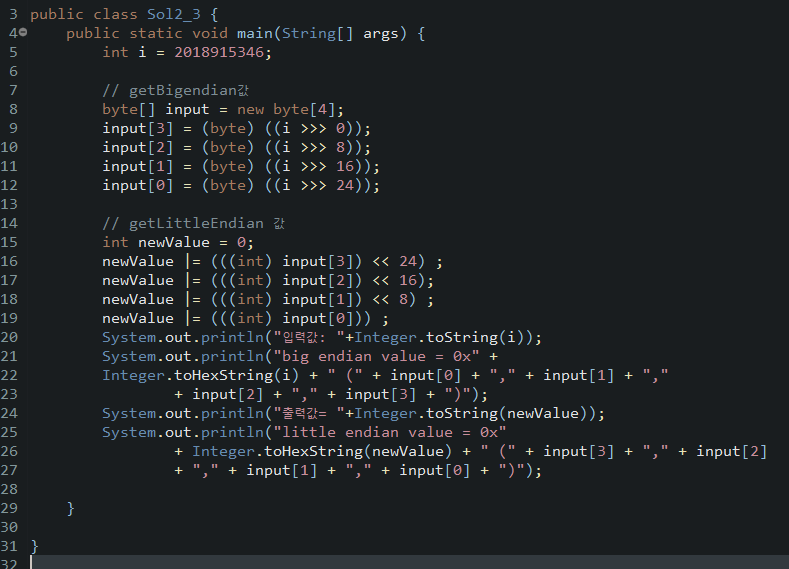 3 public class Sol2_3 {
4 public static void main(String[] args) {
5 int i = 2018915346;
6
7 // getBigendian값
8 byte[] input = new byte[4];
9 input[3] = (byte) ((i >>> 0));
10 input[2] = (byte) ((i >>> 8));
11 input[1] = (byte) ((i >>> 16));
12 input[0] = (byte) ((i >>> 24));
13
14 // getLittleEndian 값
15 int newValue = 0;
16 newValue |= (((int) input[3]) << 24) ;
17 newValue |= (((int) input[2]) << 16);
18 newValue |= (((int) input[1]) << 8) ;
19 newValue |= (((int) input[0])) ;
20 System.out.println("입력값: "+Integer.toString(i));
21 System.out.println("big endian value = 0x" +
22 Integer.toHexString(i) + " (" + input[0] + "," + input[1] + ","
23 + input[2] + "," + input[3] + ")");
24 System.out.println("출력값= "+Integer.toString(newValue));
25 System.out.println("little endian value = 0x"
26 + Integer.toHexString(newValue) + " (" + input[3] + "," + input[2]
27 + "," + input[1] + "," + input[0] + ")");
28
29 }
30
31 }
32